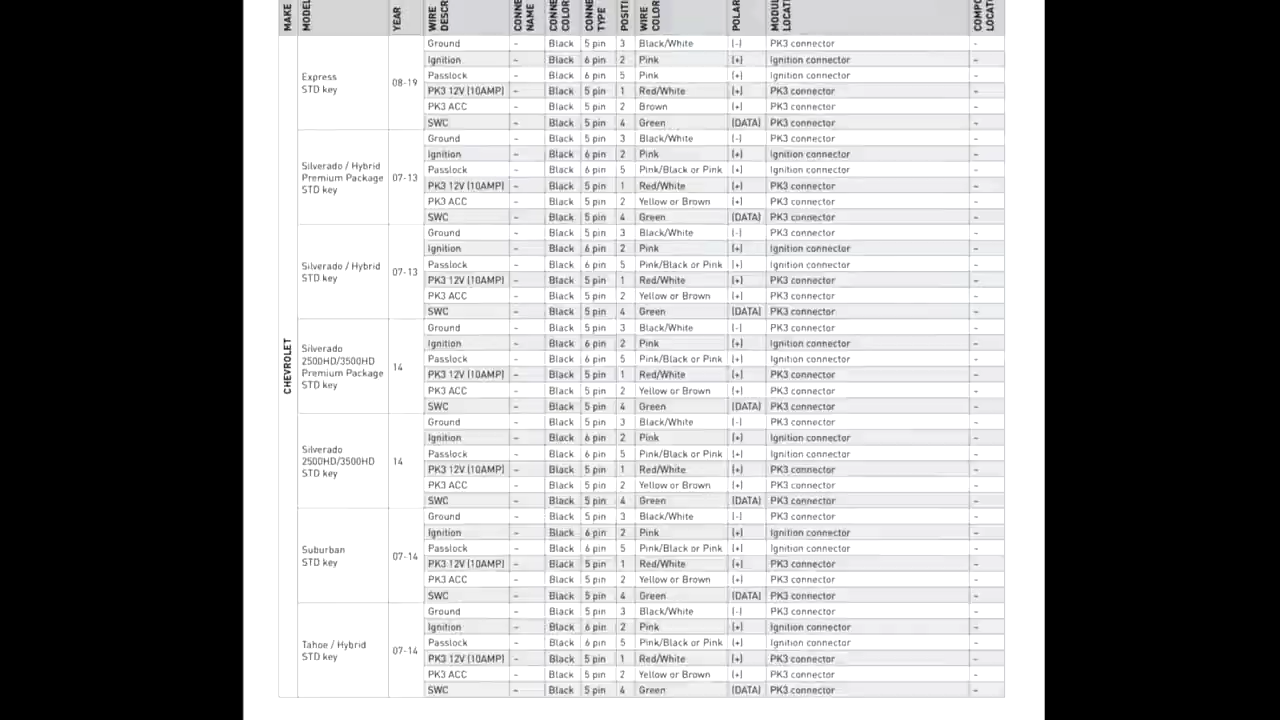 MAKE MODEL YEAR WIRE CONNE CONNE CONNE POSITI WIRE POLAR MODUL COMPO
DESCRI NAME COLOR TYPE COLOR LOCATI LOCATI
CHEVROLET
Express
STD key
08-19
Ground – Black 5 pin 3 Black/White (-) PK3 connector –
Ignition – Black 6 pin 2 Pink (+) Ignition connector –
Passlock – Black 6 pin 5 Pink (+) Ignition connector –
PK3 12V (10AMP) – Black 5 pin 1 Red/White (+) PK3 connector –
PK3 ACC – Black 5 pin 2 Brown (+) PK3 connector –
SWC – Black 5 pin 4 Green (DATA) PK3 connector –
Silverado / Hybrid
Premium Package
STD key
07-13
Ground – Black 5 pin 3 Black/White (-) PK3 connector –
Ignition – Black 6 pin 2 Pink (+) Ignition connector –
Passlock – Black 6 pin 5 Pink/Black or Pink (+) Ignition connector –
PK3 12V (10AMP) – Black 5 pin 1 Red/White (+) PK3 connector –
PK3 ACC – Black 5 pin 2 Yellow or Brown (+) PK3 connector –
SWC – Black 5 pin 4 Green (DATA) PK3 connector –
Silverado / Hybrid
STD key
07-13
Ground – Black 5 pin 3 Black/White (-) PK3 connector –
Ignition – Black 6 pin 2 Pink (+) Ignition connector –
Passlock – Black 6 pin 5 Pink/Black or Pink (+) Ignition connector –
PK3 12V (10AMP) – Black 5 pin 1 Red/White (+) PK3 connector –
PK3 ACC – Black 5 pin 2 Yellow or Brown (+) PK3 connector –
SWC – Black 5 pin 4 Green (DATA) PK3 connector –
Silverado
2500HD/3500HD
Premium Package
STD key
14
Ground – Black 5 pin 3 Black/White (-) PK3 connector –
Ignition – Black 6 pin 2 Pink (+) Ignition connector –
Passlock – Black 6 pin 5 Pink/Black or Pink (+) Ignition connector –
PK3 12V (10AMP) – Black 5 pin 1 Red/White (+) PK3 connector –
PK3 ACC – Black 5 pin 2 Yellow or Brown (+) PK3 connector –
SWC – Black 5 pin 4 Green (DATA) PK3 connector –
Silverado
2500HD/3500HD
STD key
14
Ground – Black 5 pin 3 Black/White (-) PK3 connector –
Ignition – Black 6 pin 2 Pink (+) Ignition connector –
Passlock – Black 6 pin 5 Pink/Black or Pink (+) Ignition connector –
PK3 12V (10AMP) – Black 5 pin 1 Red/White (+) PK3 connector –
PK3 ACC – Black 5 pin 2 Yellow or Brown (+) PK3 connector –
SWC – Black 5 pin 4 Green (DATA) PK3 connector –
Suburban
STD key
07-14
Ground – Black 5 pin 3 Black/White (-) PK3 connector –
Ignition – Black 6 pin 2 Pink (+) Ignition connector –
Passlock – Black 6 pin 5 Pink/Black or Pink (+) Ignition connector –
PK3 12V (10AMP) – Black 5 pin 1 Red/White (+) PK3 connector –
PK3 ACC – Black 5 pin 2 Yellow or Brown (+) PK3 connector –
SWC – Black 5 pin 4 Green (DATA) PK3 connector –
Tahoe / Hybrid
STD key
07-14
Ground – Black 5 pin 3 Black/White (-) PK3 connector –
Ignition – Black 6 pin 2 Pink (+) Ignition connector –
Passlock – Black 6 pin 5 Pink/Black or Pink (+) Ignition connector –
PK3 12V (10AMP) – Black 5 pin 1 Red/White (+) PK3 connector –
PK3 ACC – Black 5 pin 2 Yellow or Brown (+) PK3 connector –
SWC – Black 5 pin 4 Green (DATA) PK3 connector –